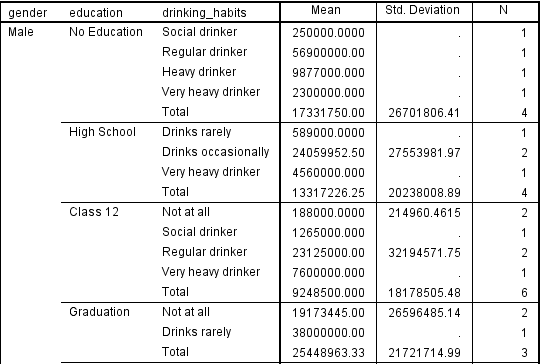 gender education drinking_habits Mean Std. Deviation N
Male No Education Social drinker 250000.0000 . 1
Regular drinker 56900000.00 . 1
Heavy drinker 9877000.000 . 1
Very heavy drinker 2300000.000 . 1
Total 17331750.00 26701806.41 4
High School Drinks rarely 589000.0000 . 1
Drinks occasionally 24059952.50 27553981.97 2
Very heavy drinker 4560000.000 . 1
Total 13317226.25 20238008.89 4
Class 12 Not at all 188000.0000 214960.4615 2
Social drinker 1265000.000 . 1
Regular drinker 23125000.00 32194571.75 2
Very heavy drinker 7600000.000 . 1
Total 9248500.000 18178505.48 6
Graduation Not at all 19173445.00 26596485.14 2
Drinks rarely 38000000.00 . 1
Total 25448963.33 21721714.99 3